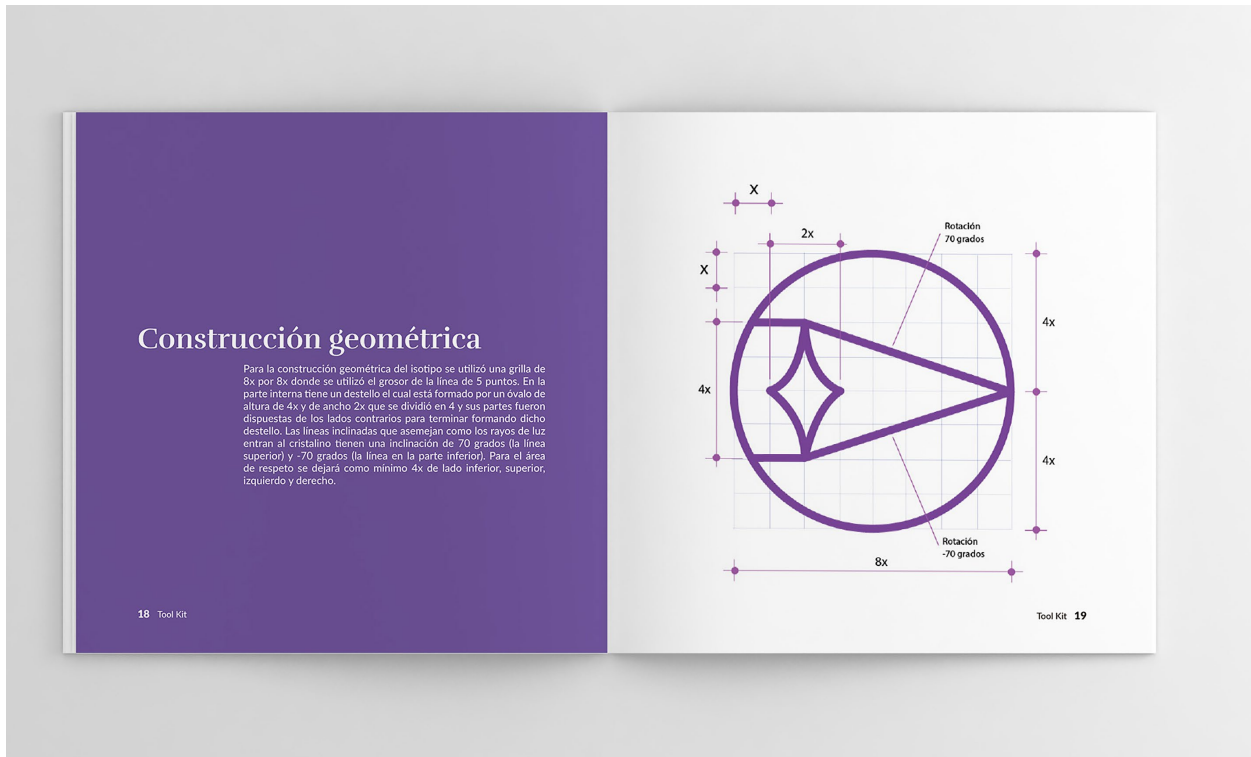 Construcción geométrica
Para la construcción geométrica del isotipo se utilizó una grilla de
8x por 8x donde se utilizó el grosor de la línea de 5 puntos. En la
parte interna tiene un destello el cual está formado por un óvalo de
altura de 4x y de ancho 2x que se dividió en 4 y sus partes fueron
dispuestas de los lados contrarios para terminar formando dicho
destello. Las líneas inclinadas que asemejan como los rayos de luz
entran al cristalino tienen una inclinación de 70 grados (la línea
superior) y -70 grados (la línea en la parte inferior). Para el área
de respeto se dejará como mínimo 4x de lado inferior, superior,
izquierdo y derecho.
18 Tool Kit
X
2x
Rotación
70 grados
X
4x
4x
4x
Rotación
-70 grados
8x
Tool Kit 19